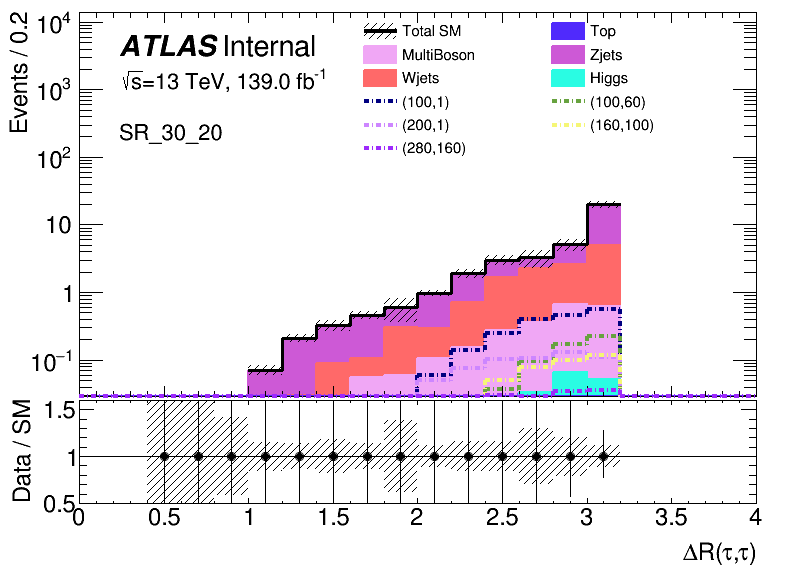 ATLAS Internal
√s=13 TeV, 139.0 fb⁻¹
SR_30_20
Total SM
Top
MultiBoson
Zjets
Wjets
Higgs
(100,1)
(100,60)
(200,1)
(160,100)
(280,160)
Events / 0.2
10⁴
10³
10²
10
1
10⁻¹
Data / SM
1.5
1
0.5
0 0.5 1 1.5 2 2.5 3 3.5 4
ΔR(τ,τ)